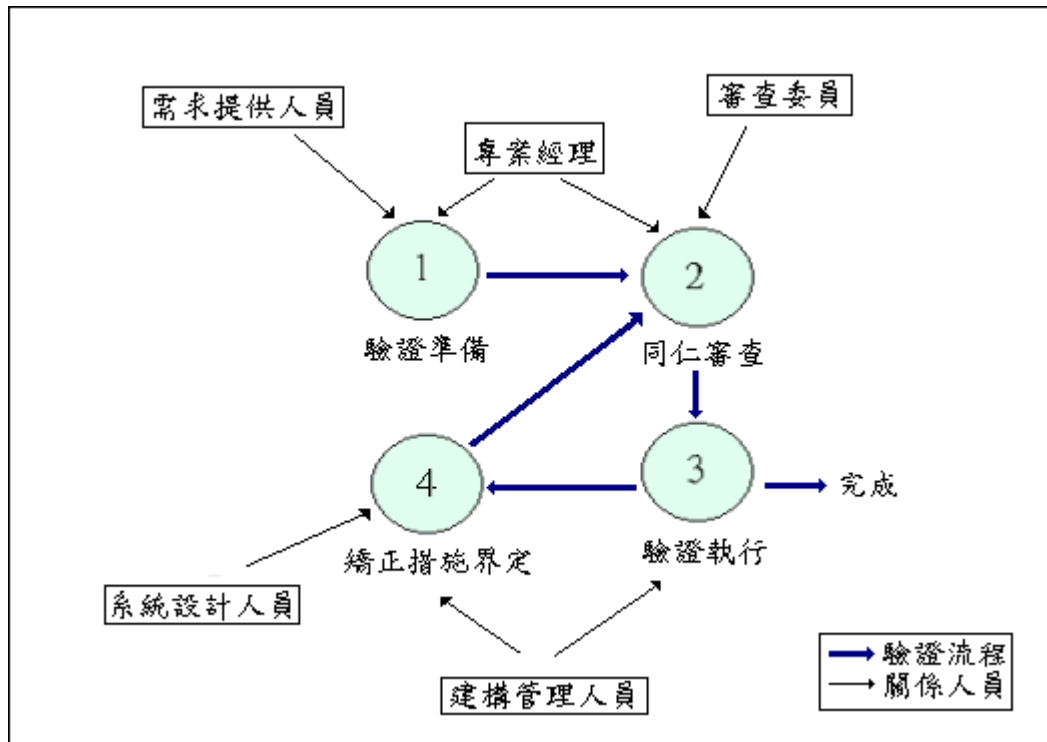 需求提供人員
審查委員
專案經理
1
2
驗證準備
同仁審查
4
3
完成
矯正措施界定
驗證執行
系統設計人員
建構管理人員
驗證流程
關係人員